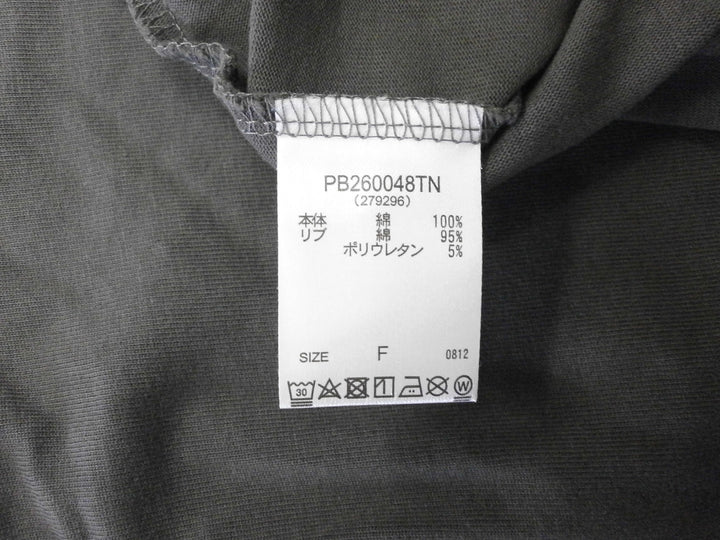 PB260048TN
(279296)
本体 綿 100%
リブ 綿 95%
ポリウレタン 5%
SIZE F 0812
30 W